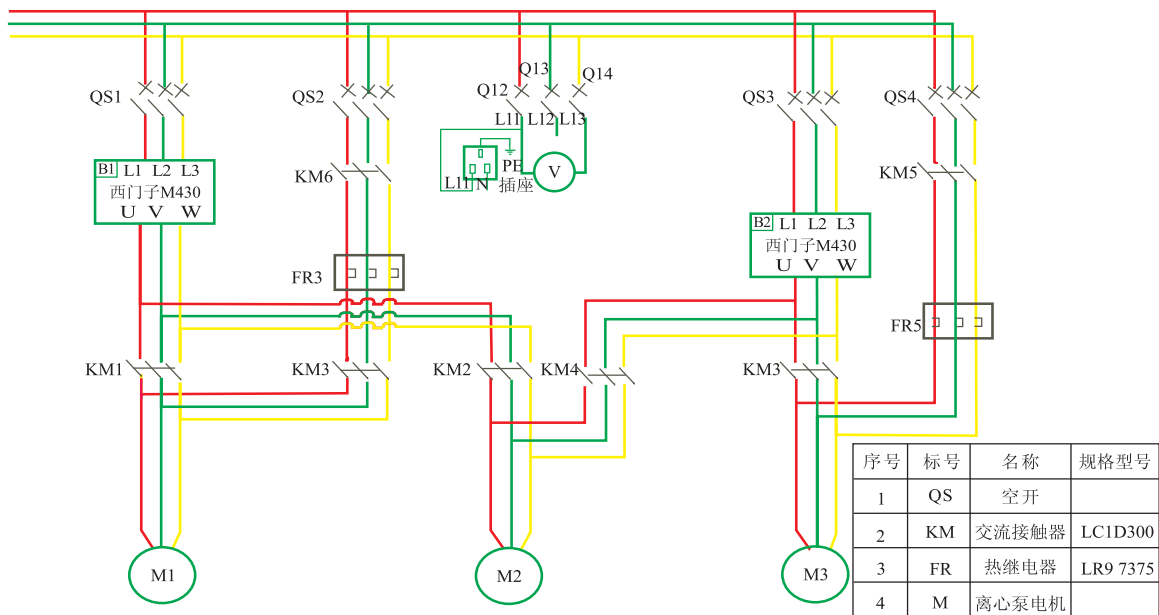 QS1
QS2
Q12
Q13
Q14
QS3
QS4
L11
L12
L13
B1 L1 L2 L3
西门子M430
U V W
KM6
L11 N
PE
插座
V
KM5
B2 L1 L2 L3
西门子M430
U V W
FR3
FR5
KM1
KM3
KM2
KM4
KM3
M1
M2
M3
序号 标号 名称 规格型号
1 QS 空开
2 KM 交流接触器 LC1D300
3 FR 热继电器 LR9 7375
4 M 离心泵电机